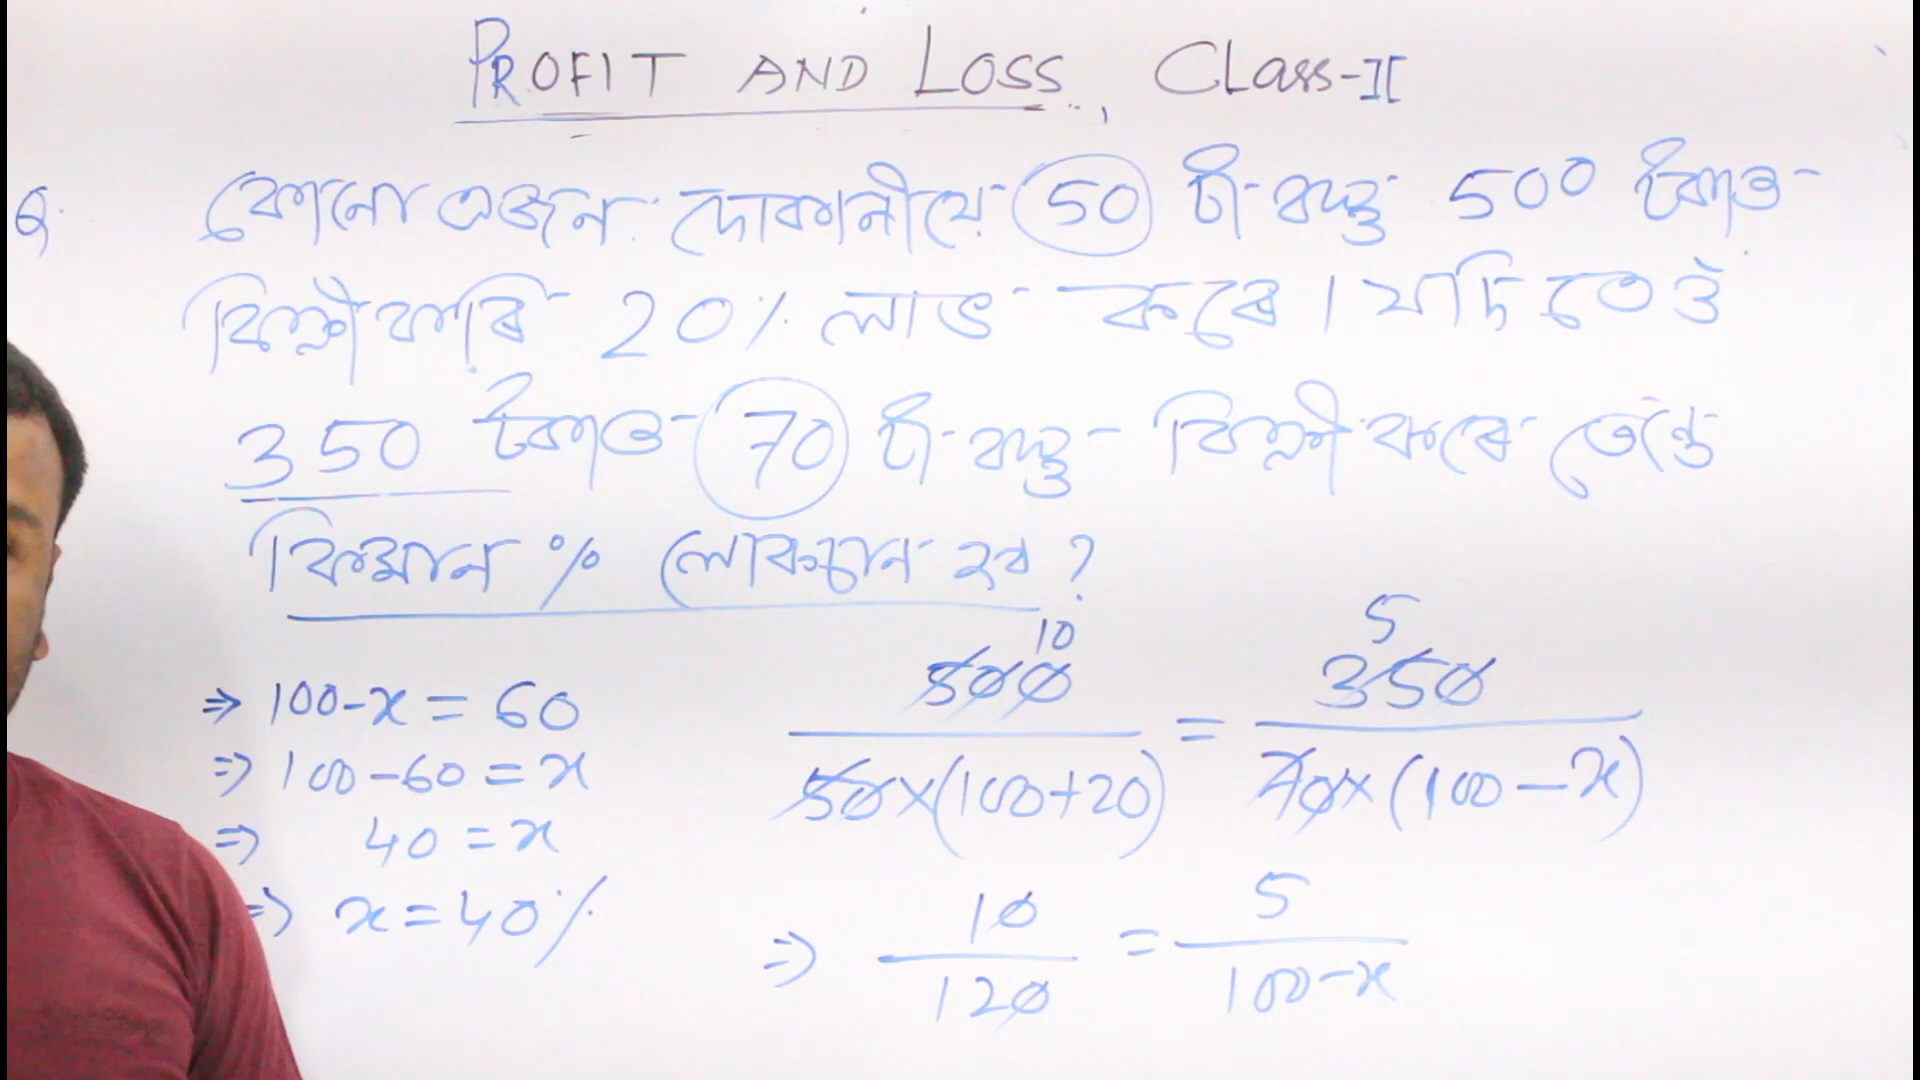 PROFIT AND LOSS, Class-II
Q. কোনো এজন দোকানীয়ে 50 টা বস্তু 500 টকাত
বিক্ৰী কৰি 20% লাভ কৰে। যদি তেওঁ
350 টকাত 70 টা বস্তু বিক্ৰী কৰে তেন্তে
কিমান % লোকচান হব?
10 5
500 / 50×(100+20) = 350 / 70×(100-x)
⇒ 10 / 120 = 5 / 100-x
⇒ 100-x = 60
⇒ 100-60 = x
⇒ 40 = x
⇒ x = 40%